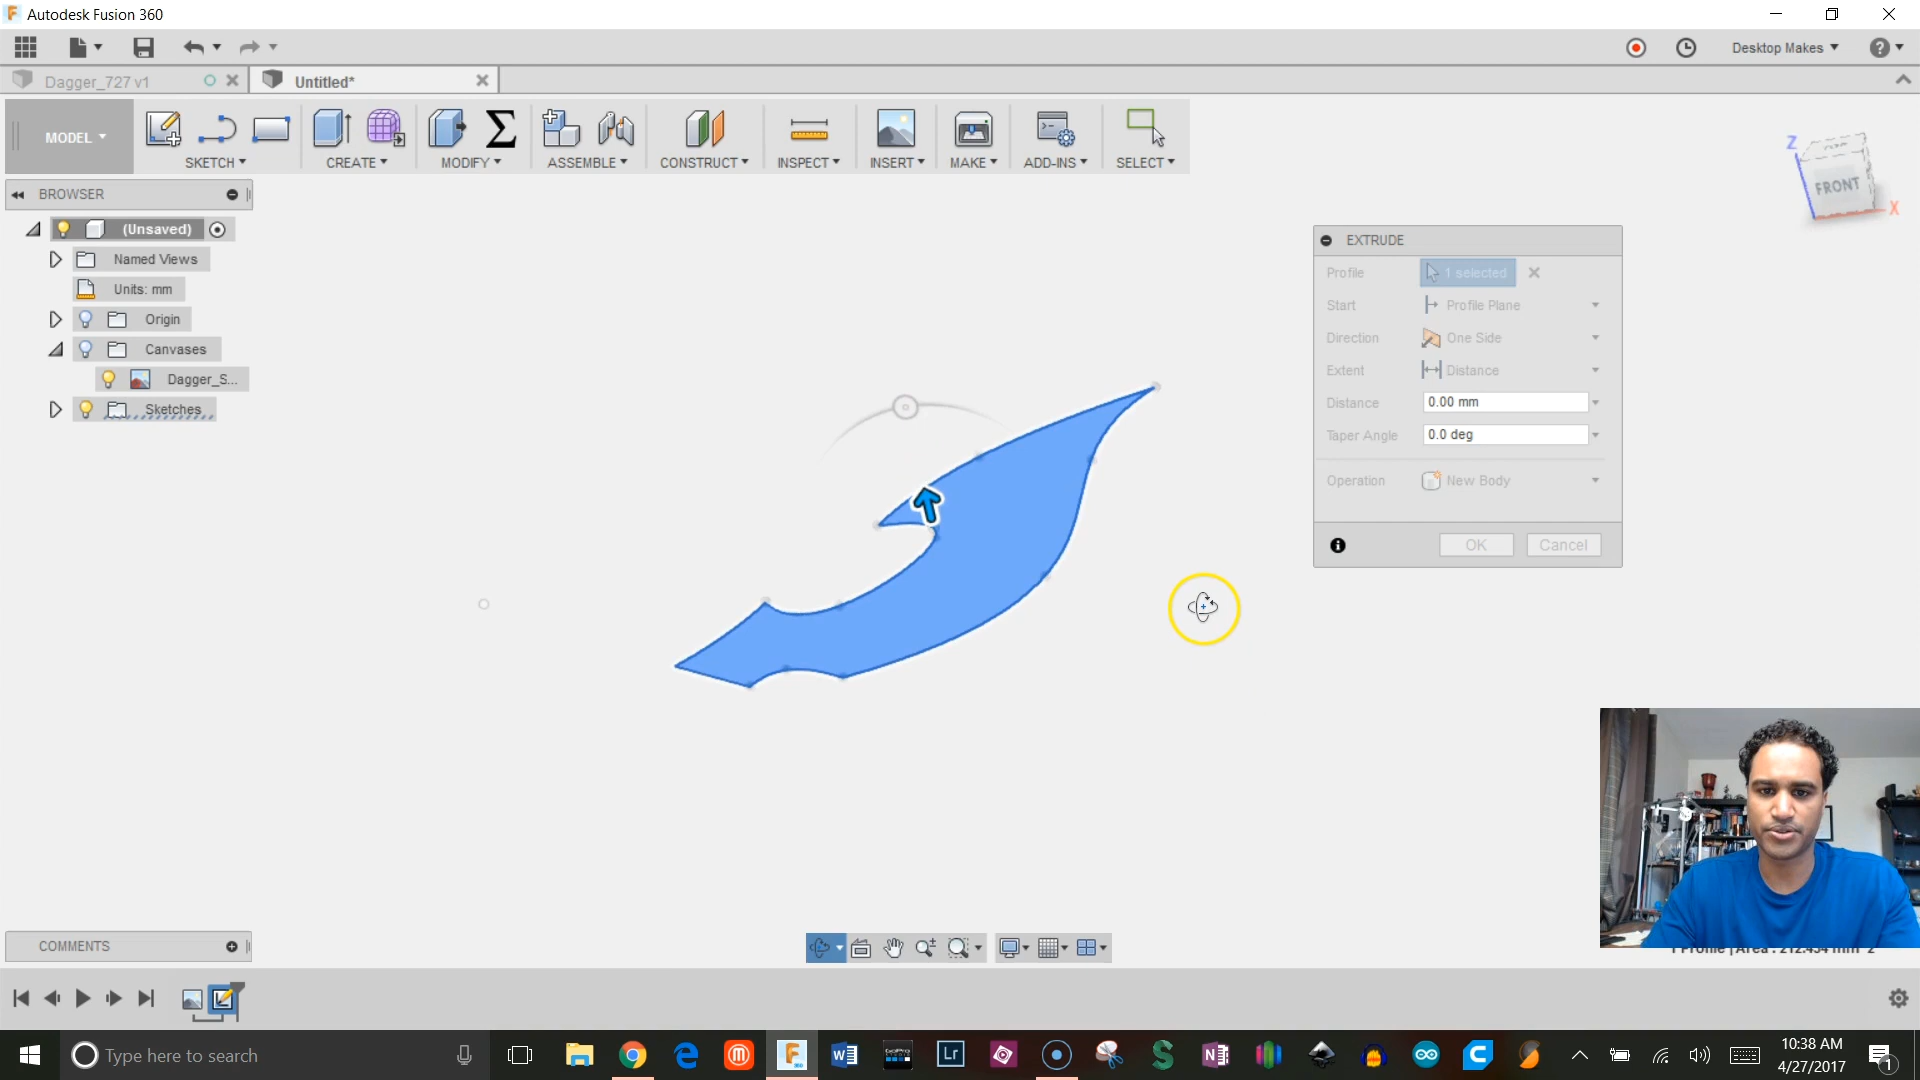 Autodesk Fusion 360
Desktop Makes
Dagger_727 v1
Untitled*
MODEL
SKETCH
CREATE
MODIFY
ASSEMBLE
CONSTRUCT
INSPECT
INSERT
MAKE
ADD-INS
SELECT
BROWSER
(Unsaved)
Named Views
Units: mm
Origin
Canvases
Dagger_S...
Sketches
Z
FRONT
X
EXTRUDE
Profile 1 selected
Start Profile Plane
Direction One Side
Extent Distance
Distance 0.00 mm
Taper Angle 0.0 deg
Operation New Body
OK Cancel
COMMENTS
Type here to search
Lr
10:38 AM
4/27/2017
1